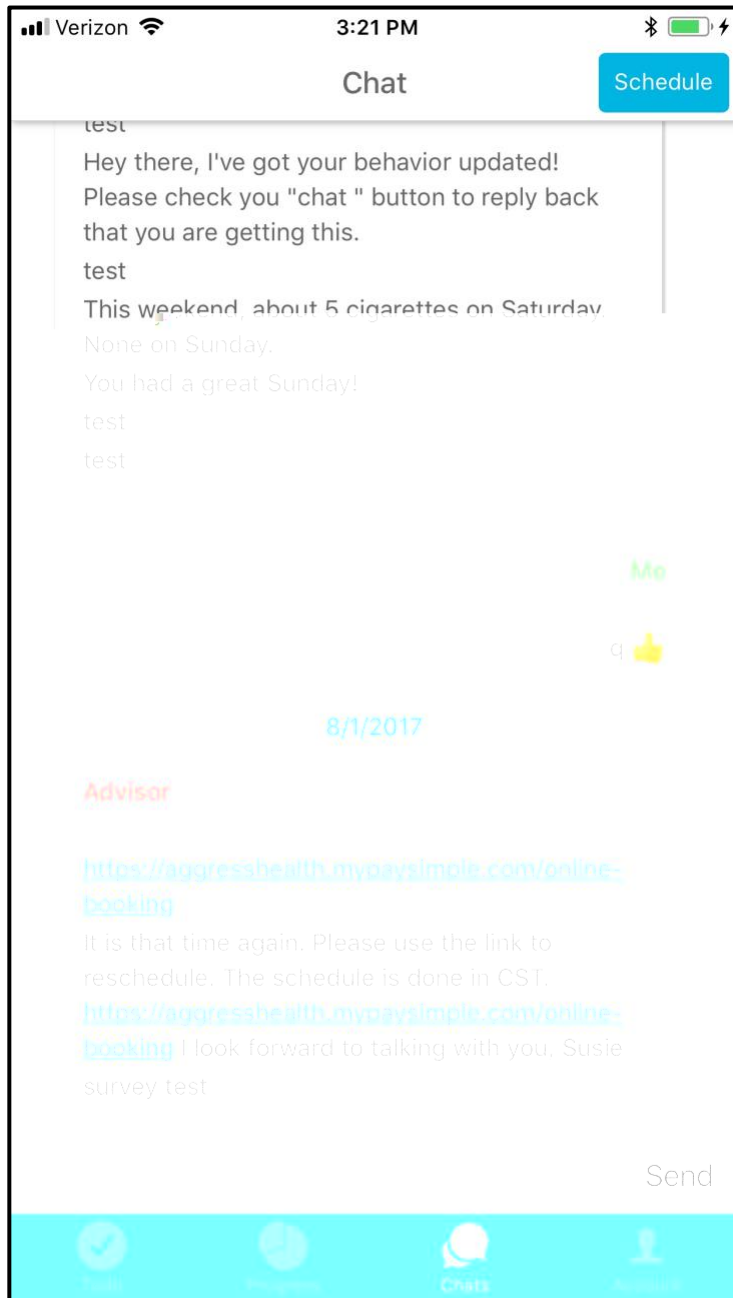 Verizon 3:21 PM
Chat Schedule
test
Hey there, I've got your behavior updated!
Please check you "chat " button to reply back
that you are getting this.
test
This weekend, about 5 cigarettes on Saturday.
None on Sunday.
You had a great Sunday!
test
test
Me
q 👍
8/1/2017
Advisor
https://aggresshealth.mypaysimple.com/online-
booking
It is that time again. Please use the link to
reschedule. The schedule is done in CST.
https://aggresshealth.mypaysimple.com/online-
booking I look forward to talking with you, Susie
survey test
Send
Chats